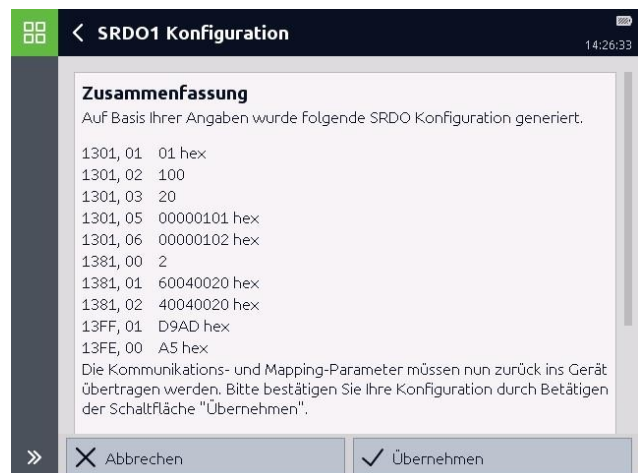 SRDO1 Konfiguration
14:26:33
Zusammenfassung
Auf Basis Ihrer Angaben wurde folgende SRDO Konfiguration generiert.
1301, 01 01 hex
1301, 02 100
1301, 03 20
1301, 05 00000101 hex
1301, 06 00000102 hex
1381, 00 2
1381, 01 60040020 hex
1381, 02 40040020 hex
13FF, 01 D9AD hex
13FE, 00 A5 hex
Die Kommunikations- und Mapping-Parameter müssen nun zurück ins Gerät
übertragen werden. Bitte bestätigen Sie Ihre Konfiguration durch Betätigen
der Schaltfläche "Übernehmen".
Abbrechen
Übernehmen